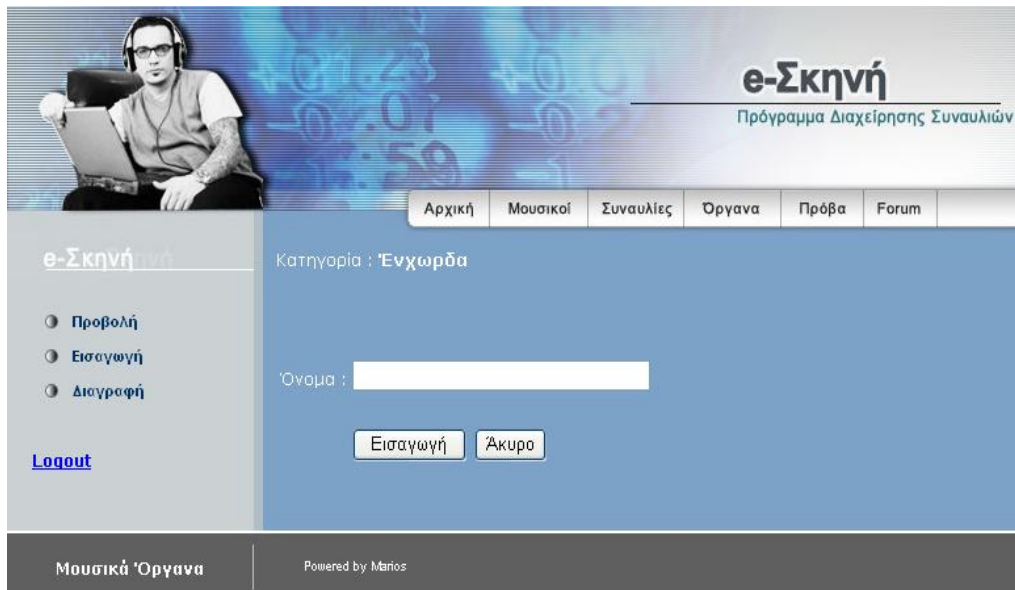 e-Σκηνή
Πρόγραμμα Διαχείρησης Συναυλιών
Αρχική Μουσικοί Συναυλίες Όργανα Πρόβα Forum
e-Σκηνή
Κατηγορία : Ένχωρδα
Προβολή
Εισαγωγή
Διαγραφή
Όνομα :
Εισαγωγή Άκυρο
Logout
Μουσικά Όργανα
Powered by Marios